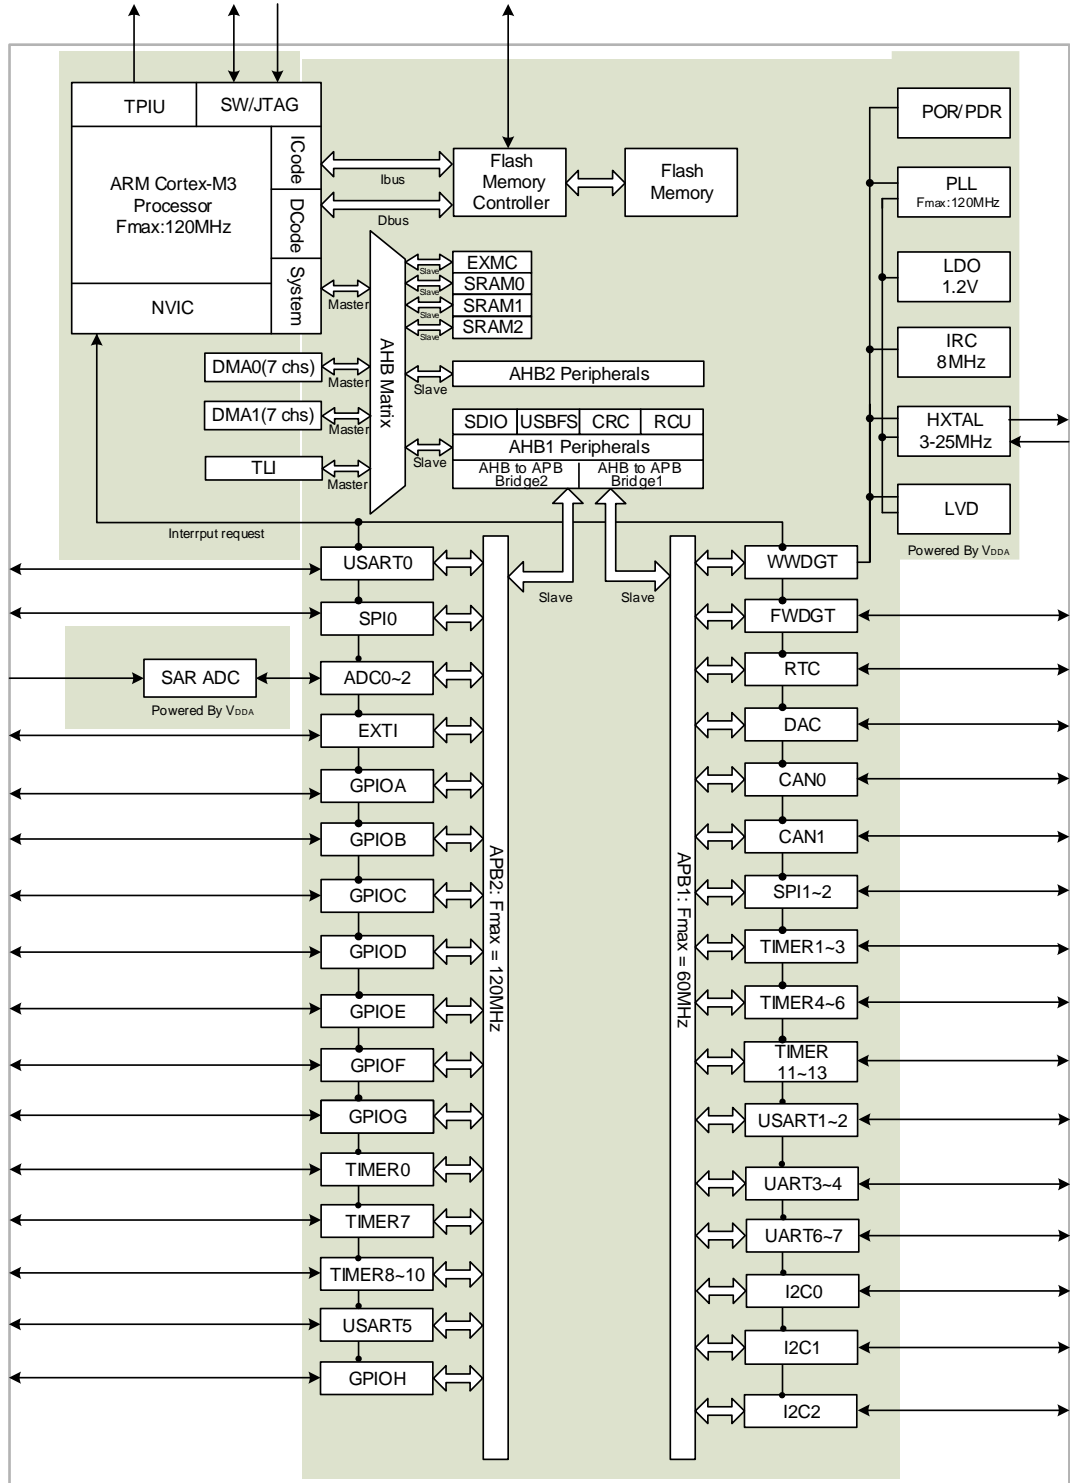 TPIU
SW/JTAG
POR/PDR
ICode
Flash
Memory
Controller
Flash
Memory
Ibus
ARM Cortex-M3
Processor
Fmax:120MHz
PLL
Fmax:120MHz
DCode
Dbus
LDO
1.2V
System
EXMC
Slave
SRAM0
Slave
SRAM1
Slave
SRAM2
Slave
NVIC
Master
IRC
8MHz
AHB Matrix
DMA0(7 chs)
Master
AHB2 Peripherals
Slave
DMA1(7 chs)
Master
SDIO
USBFS
CRC
RCU
AHB1 Peripherals
Slave
AHB to APB
Bridge2
AHB to APB
Bridge1
HXTAL
3-25MHz
TLI
Master
LVD
Interrput request
Powered By VDDA
USART0
WWDGT
Slave
Slave
SPI0
FWDGT
SAR ADC
Powered By VDDA
ADC0~2
RTC
EXTI
DAC
GPIOA
CAN0
GPIOB
CAN1
APB2: Fmax = 120MHz
APB1: Fmax = 60MHz
GPIOC
SPI1~2
GPIOD
TIMER1~3
GPIOE
TIMER4~6
GPIOF
TIMER
11~13
GPIOG
USART1~2
TIMER0
UART3~4
TIMER7
UART6~7
TIMER8~10
I2C0
USART5
I2C1
GPIOH
I2C2